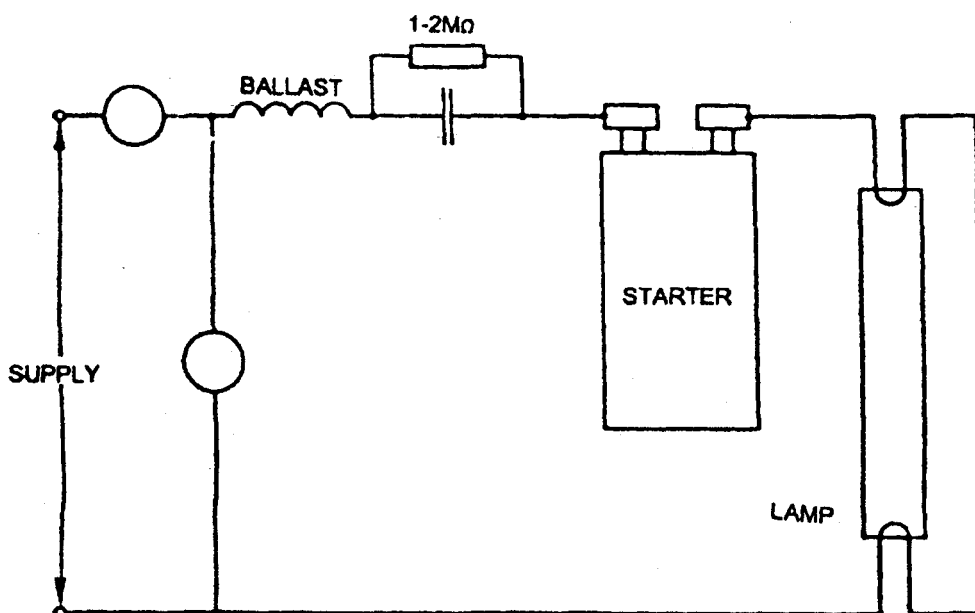 1-2MΩ
BALLAST
STARTER
SUPPLY
LAMP